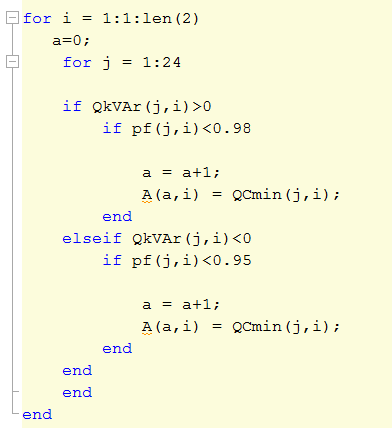 for i = 1:1:len(2)
a=0;
for j = 1:24
if QkVAr(j,i)>0
if pf(j,i)<0.98
a = a+1;
A(a,i) = QCmin(j,i);
end
elseif QkVAr(j,i)<0
if pf(j,i)<0.95
a = a+1;
A(a,i) = QCmin(j,i);
end
end
end
end